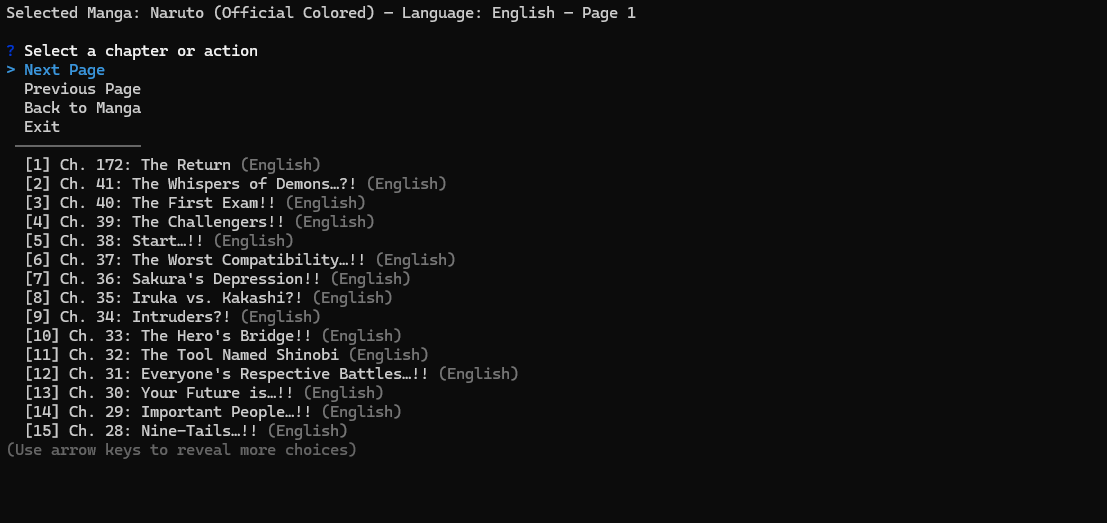 Selected Manga: Naruto (Official Colored) — Language: English — Page 1
? Select a chapter or action
> Next Page
Previous Page
Back to Manga
Exit
[1] Ch. 172: The Return (English)
[2] Ch. 41: The Whispers of Demons…?! (English)
[3] Ch. 40: The First Exam!! (English)
[4] Ch. 39: The Challengers!! (English)
[5] Ch. 38: Start…!! (English)
[6] Ch. 37: The Worst Compatibility…!! (English)
[7] Ch. 36: Sakura's Depression!! (English)
[8] Ch. 35: Iruka vs. Kakashi?! (English)
[9] Ch. 34: Intruders?! (English)
[10] Ch. 33: The Hero's Bridge!! (English)
[11] Ch. 32: The Tool Named Shinobi (English)
[12] Ch. 31: Everyone's Respective Battles…!! (English)
[13] Ch. 30: Your Future is…!! (English)
[14] Ch. 29: Important People…!! (English)
[15] Ch. 28: Nine—Tails…!! (English)
(Use arrow keys to reveal more choices)